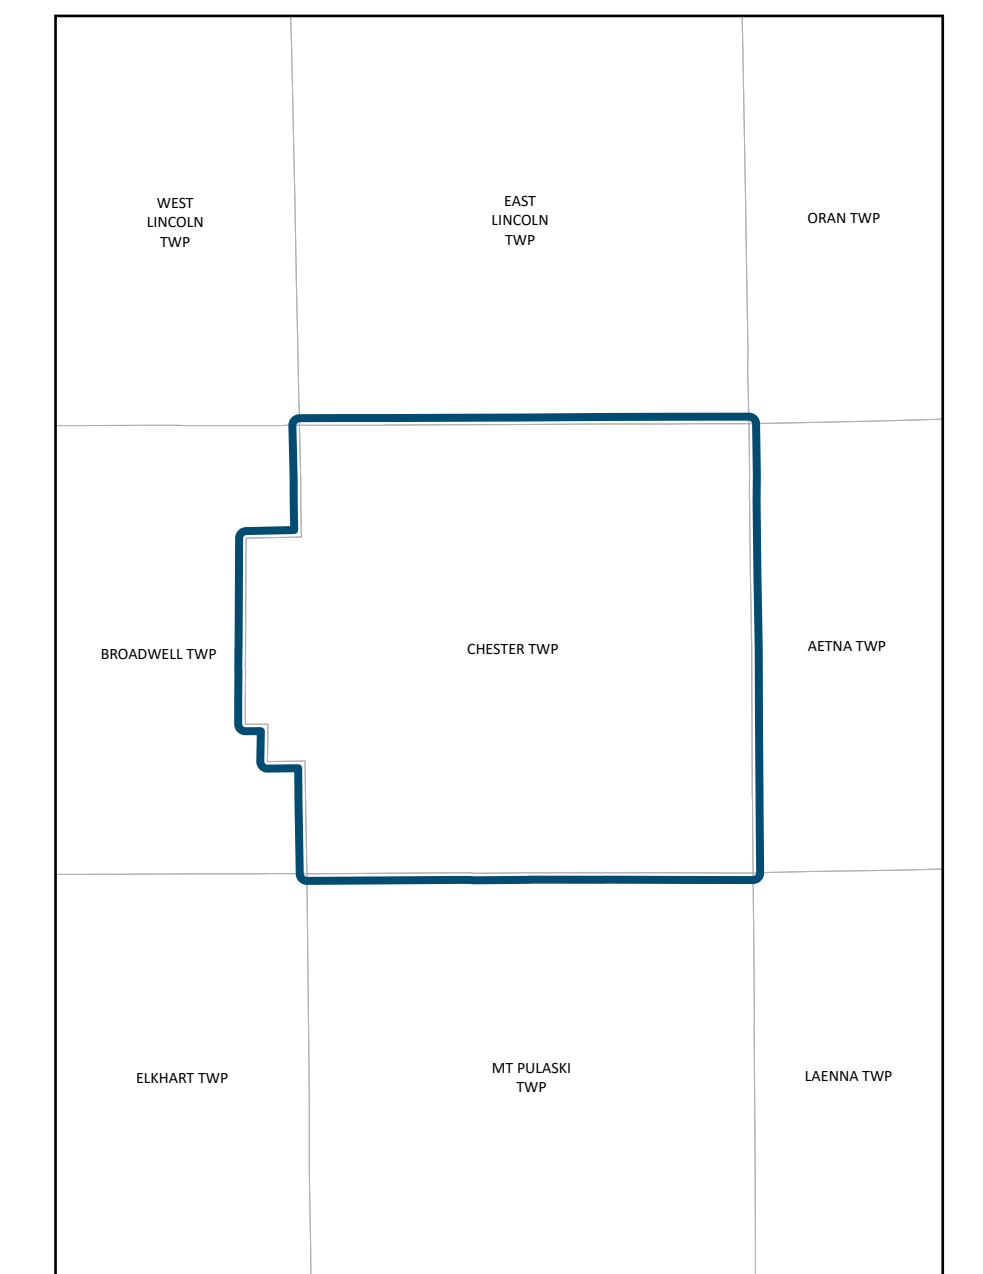 WEST
LINCOLN
TWP
EAST
LINCOLN
TWP
ORAN TWP
BROADWELL TWP
CHESTER TWP
AETNA TWP
ELKHART TWP
MT PULASKI
TWP
LAENNA TWP